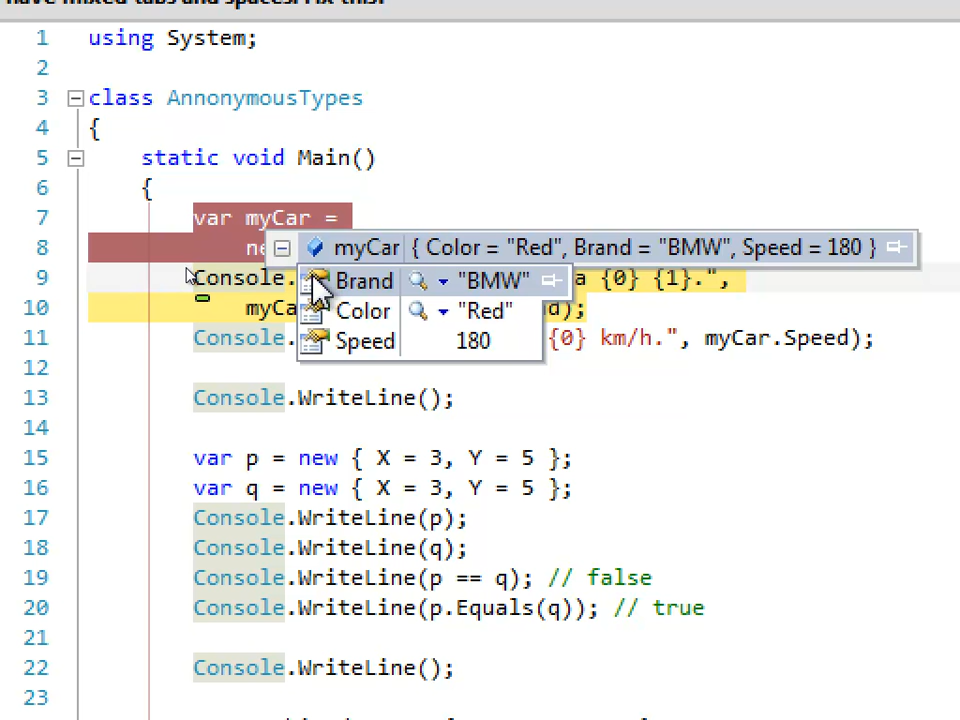 have mixed tabs and spaces. Fix this?
1 using System;
2
3 class AnnonymousTypes
4 {
5 static void Main()
6 {
7 var myCar =
8 myCar { Color = "Red", Brand = "BMW", Speed = 180 }
9 Console. {0} {1}.",
Brand "BMW"
10 myCa );
Color "Red"
11 Console. {0} km/h.", myCar.Speed);
Speed 180
12
13 Console.WriteLine();
14
15 var p = new { X = 3, Y = 5 };
16 var q = new { X = 3, Y = 5 };
17 Console.WriteLine(p);
18 Console.WriteLine(q);
19 Console.WriteLine(p == q); // false
20 Console.WriteLine(p.Equals(q)); // true
21
22 Console.WriteLine();
23